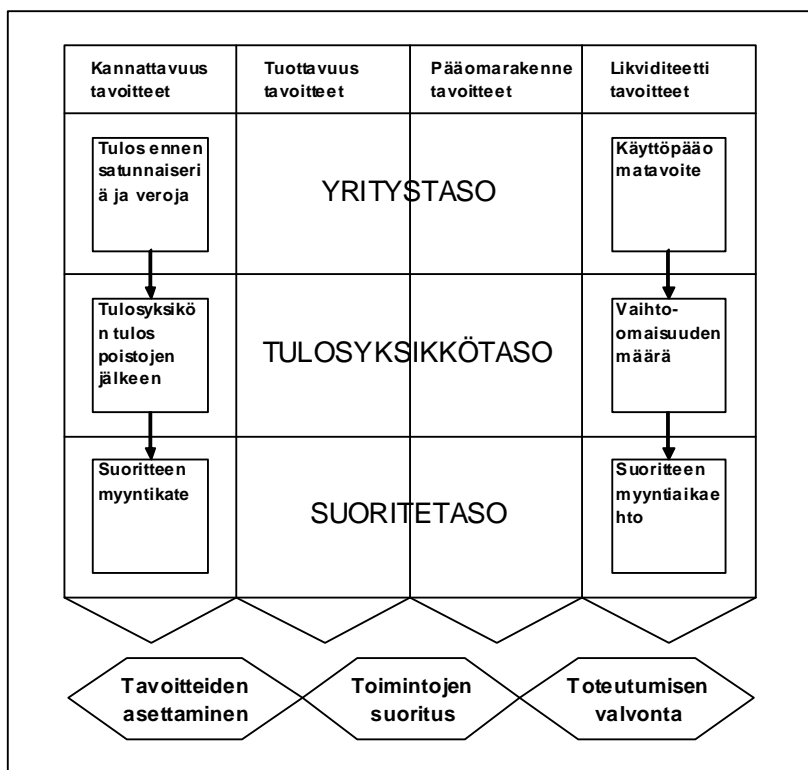 Kannattavuus
tavoitteet
Tuottavuus
tavoitteet
Pääomarakenne
tavoitteet
Likviditeetti
tavoitteet
Tulos ennen
satunnaiseri
ä ja veroja
YRITYSTASO
Käyttöpääo
matavoite
Tulosyksikö
n tulos
poistojen
jälkeen
TULOSYKSIKKÖTASO
Vaihto-
omaisuuden
määrä
Suoritteen
myyntikate
SUORITETASO
Suoritteen
myyntiaikae
hto
Tavoitteiden
asettaminen
Toimintojen
suoritus
Toteutumisen
valvonta